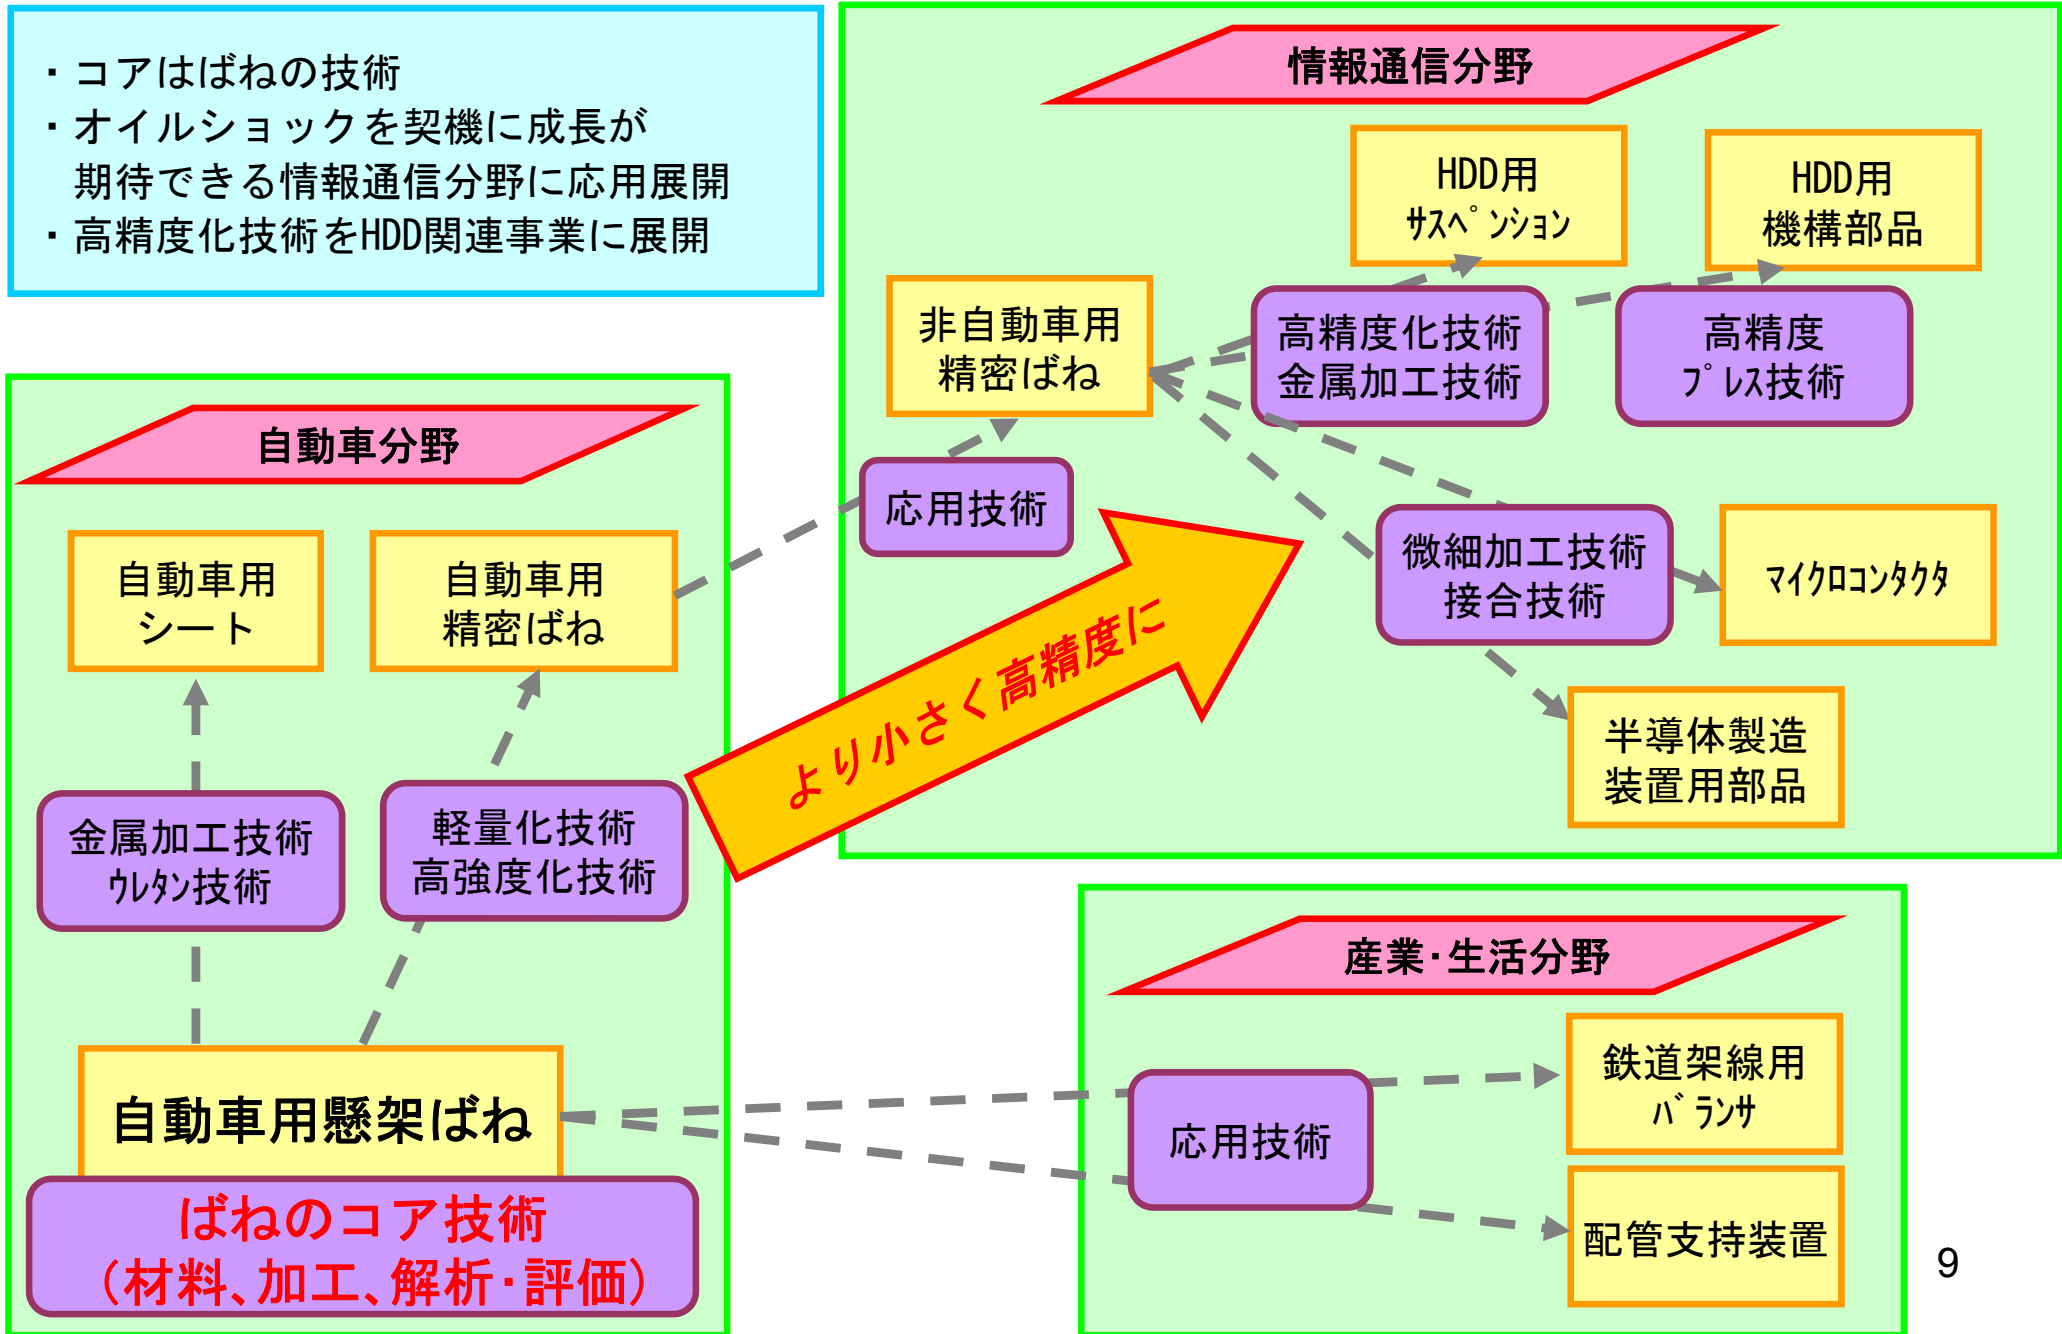 ・コアはばねの技術
・オイルショックを契機に成長が
期待できる情報通信分野に応用展開
・高精度化技術をHDD関連事業に展開
情報通信分野
HDD用
ｻｽﾍﾟﾝｼｮﾝ
HDD用
機構部品
非自動車用
精密ばね
高精度化技術
金属加工技術
高精度
ﾌﾟﾚｽ技術
応用技術
微細加工技術
接合技術
ﾏｲｸﾛｺﾝﾀｸﾀ
半導体製造
装置用部品
より小さく高精度に
自動車分野
自動車用
シート
自動車用
精密ばね
金属加工技術
ｳﾚﾀﾝ技術
軽量化技術
高強度化技術
自動車用懸架ばね
ばねのコア技術
（材料､加工､解析･評価）
産業･生活分野
応用技術
鉄道架線用
ﾊﾞﾗﾝｻ
配管支持装置
9